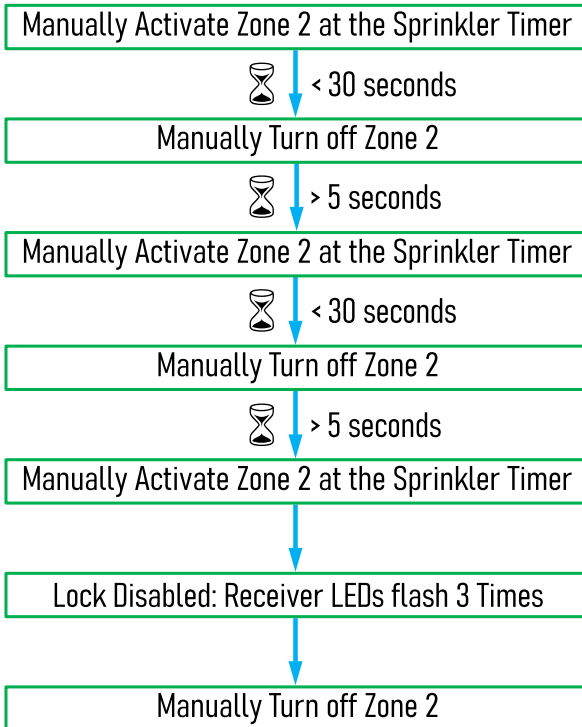 Manually Activate Zone 2 at the Sprinkler Timer
< 30 seconds
Manually Turn off Zone 2
> 5 seconds
Manually Activate Zone 2 at the Sprinkler Timer
< 30 seconds
Manually Turn off Zone 2
> 5 seconds
Manually Activate Zone 2 at the Sprinkler Timer
Lock Disabled: Receiver LEDs flash 3 Times
Manually Turn off Zone 2